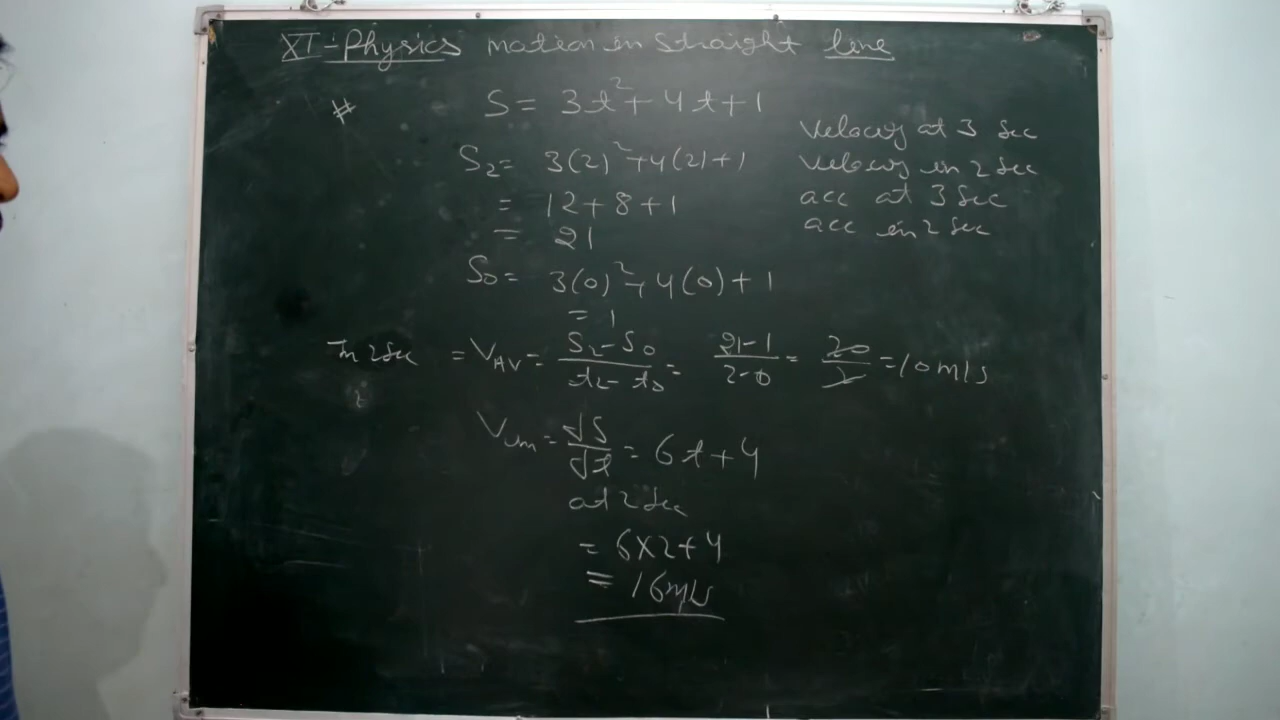 XI - Physics motion in straight line
# S = 3t² + 4t + 1
velocity at 3 sec
S₂ = 3(2)² + 4(2) + 1
velocity in 2 sec
= 12 + 8 + 1
acc at 3 sec
= 21
acc in 2 sec
S₀ = 3(0)² + 4(0) + 1
= 1
In 2 sec = V_AV = (S₂ - S₀)/(t₂ - t₀) = (21 - 1)/(2 - 0) = 20/2 = 10 m/s
= dS/dt = 6t + 4
at 2 sec
= 6×2 + 4
= 16 m/s